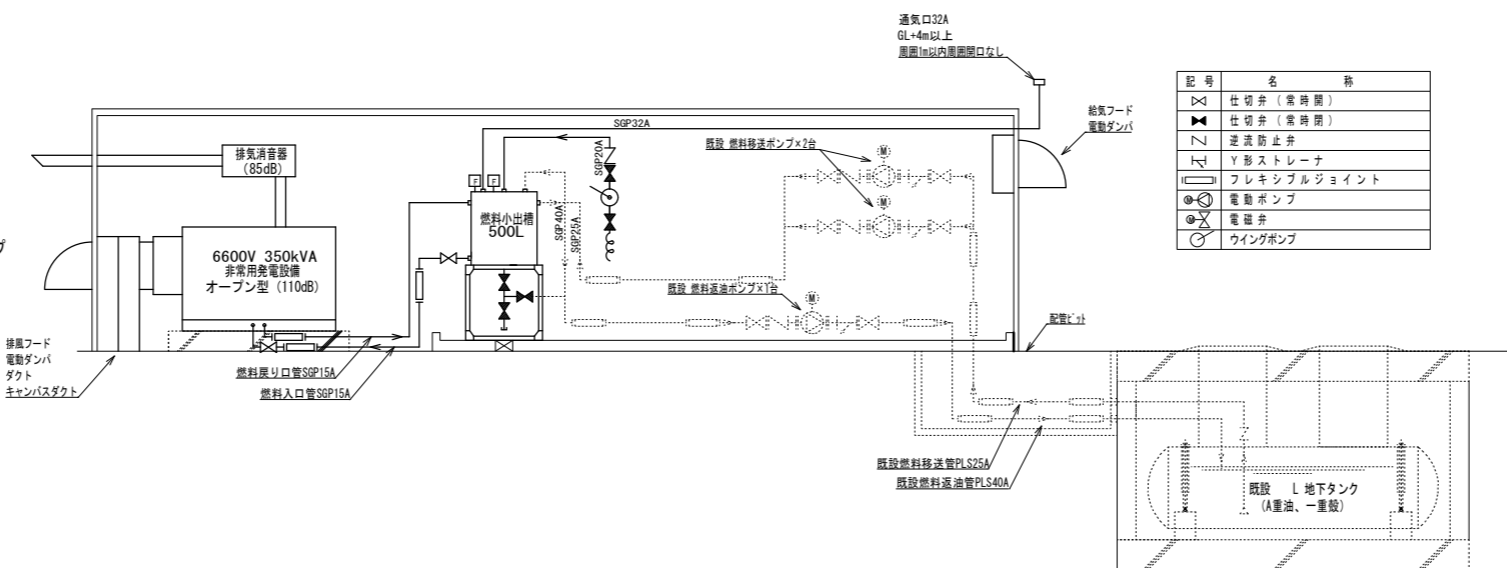 通気口32A
GL+4m以上
周囲1m以内周囲開口なし
記号 名称
仕切弁(常時開)
仕切弁(常時閉)
逆流防止弁
Y形ストレーナ
フレキシブルジョイント
M 電動ポンプ
M 電磁弁
ウイングポンプ
給気フード
電動ダンパ
SGP32A
排気消音器
(85dB)
SGP20A
既設 燃料移送ポンプ×2台
M
M
F
F
燃料小出槽
500L
SGP40A
SGP25A
プ
6600V 350kVA
非常用発電設備
オープン型(110dB)
既設 燃料返油ポンプ×1台
M
配管ピット
排風フード
電動ダンパ
ダクト
キャンバスダクト
燃料戻り口管SGP15A
燃料入口管SGP15A
既設燃料移送管PLS25A
既設燃料返油管PLS40A
既設 L 地下タンク
(A重油、一重殻)